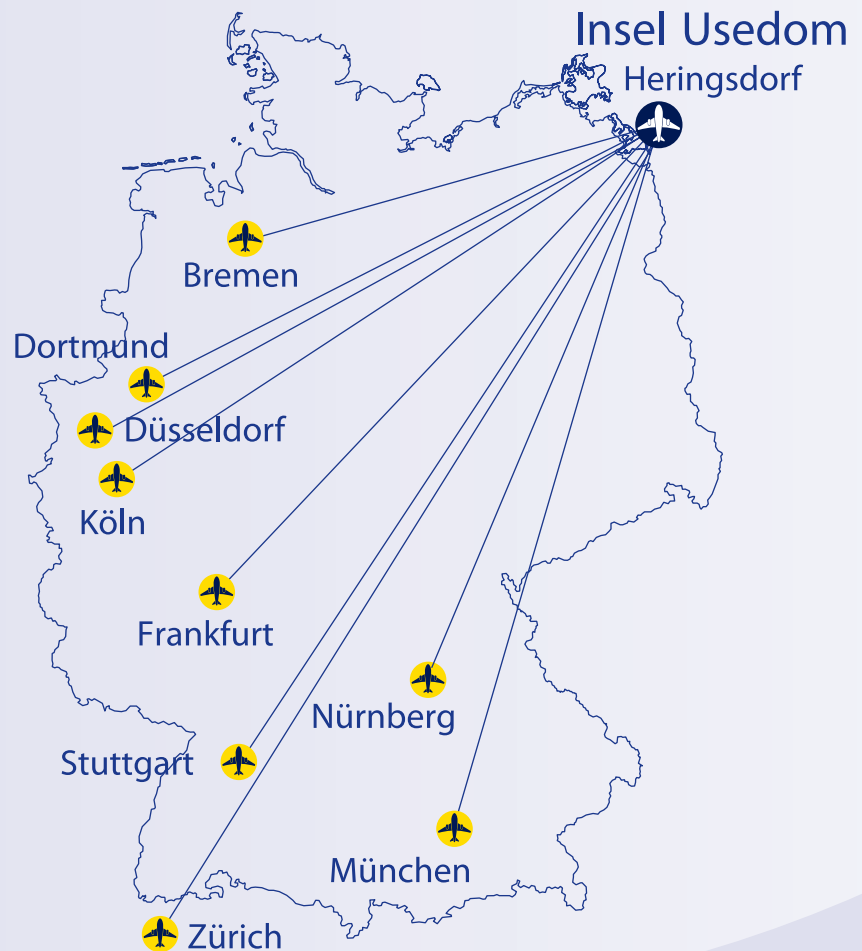 Insel Usedom
Heringsdorf
Bremen
Dortmund
Düsseldorf
Köln
Frankfurt
Nürnberg
Stuttgart
München
Zürich